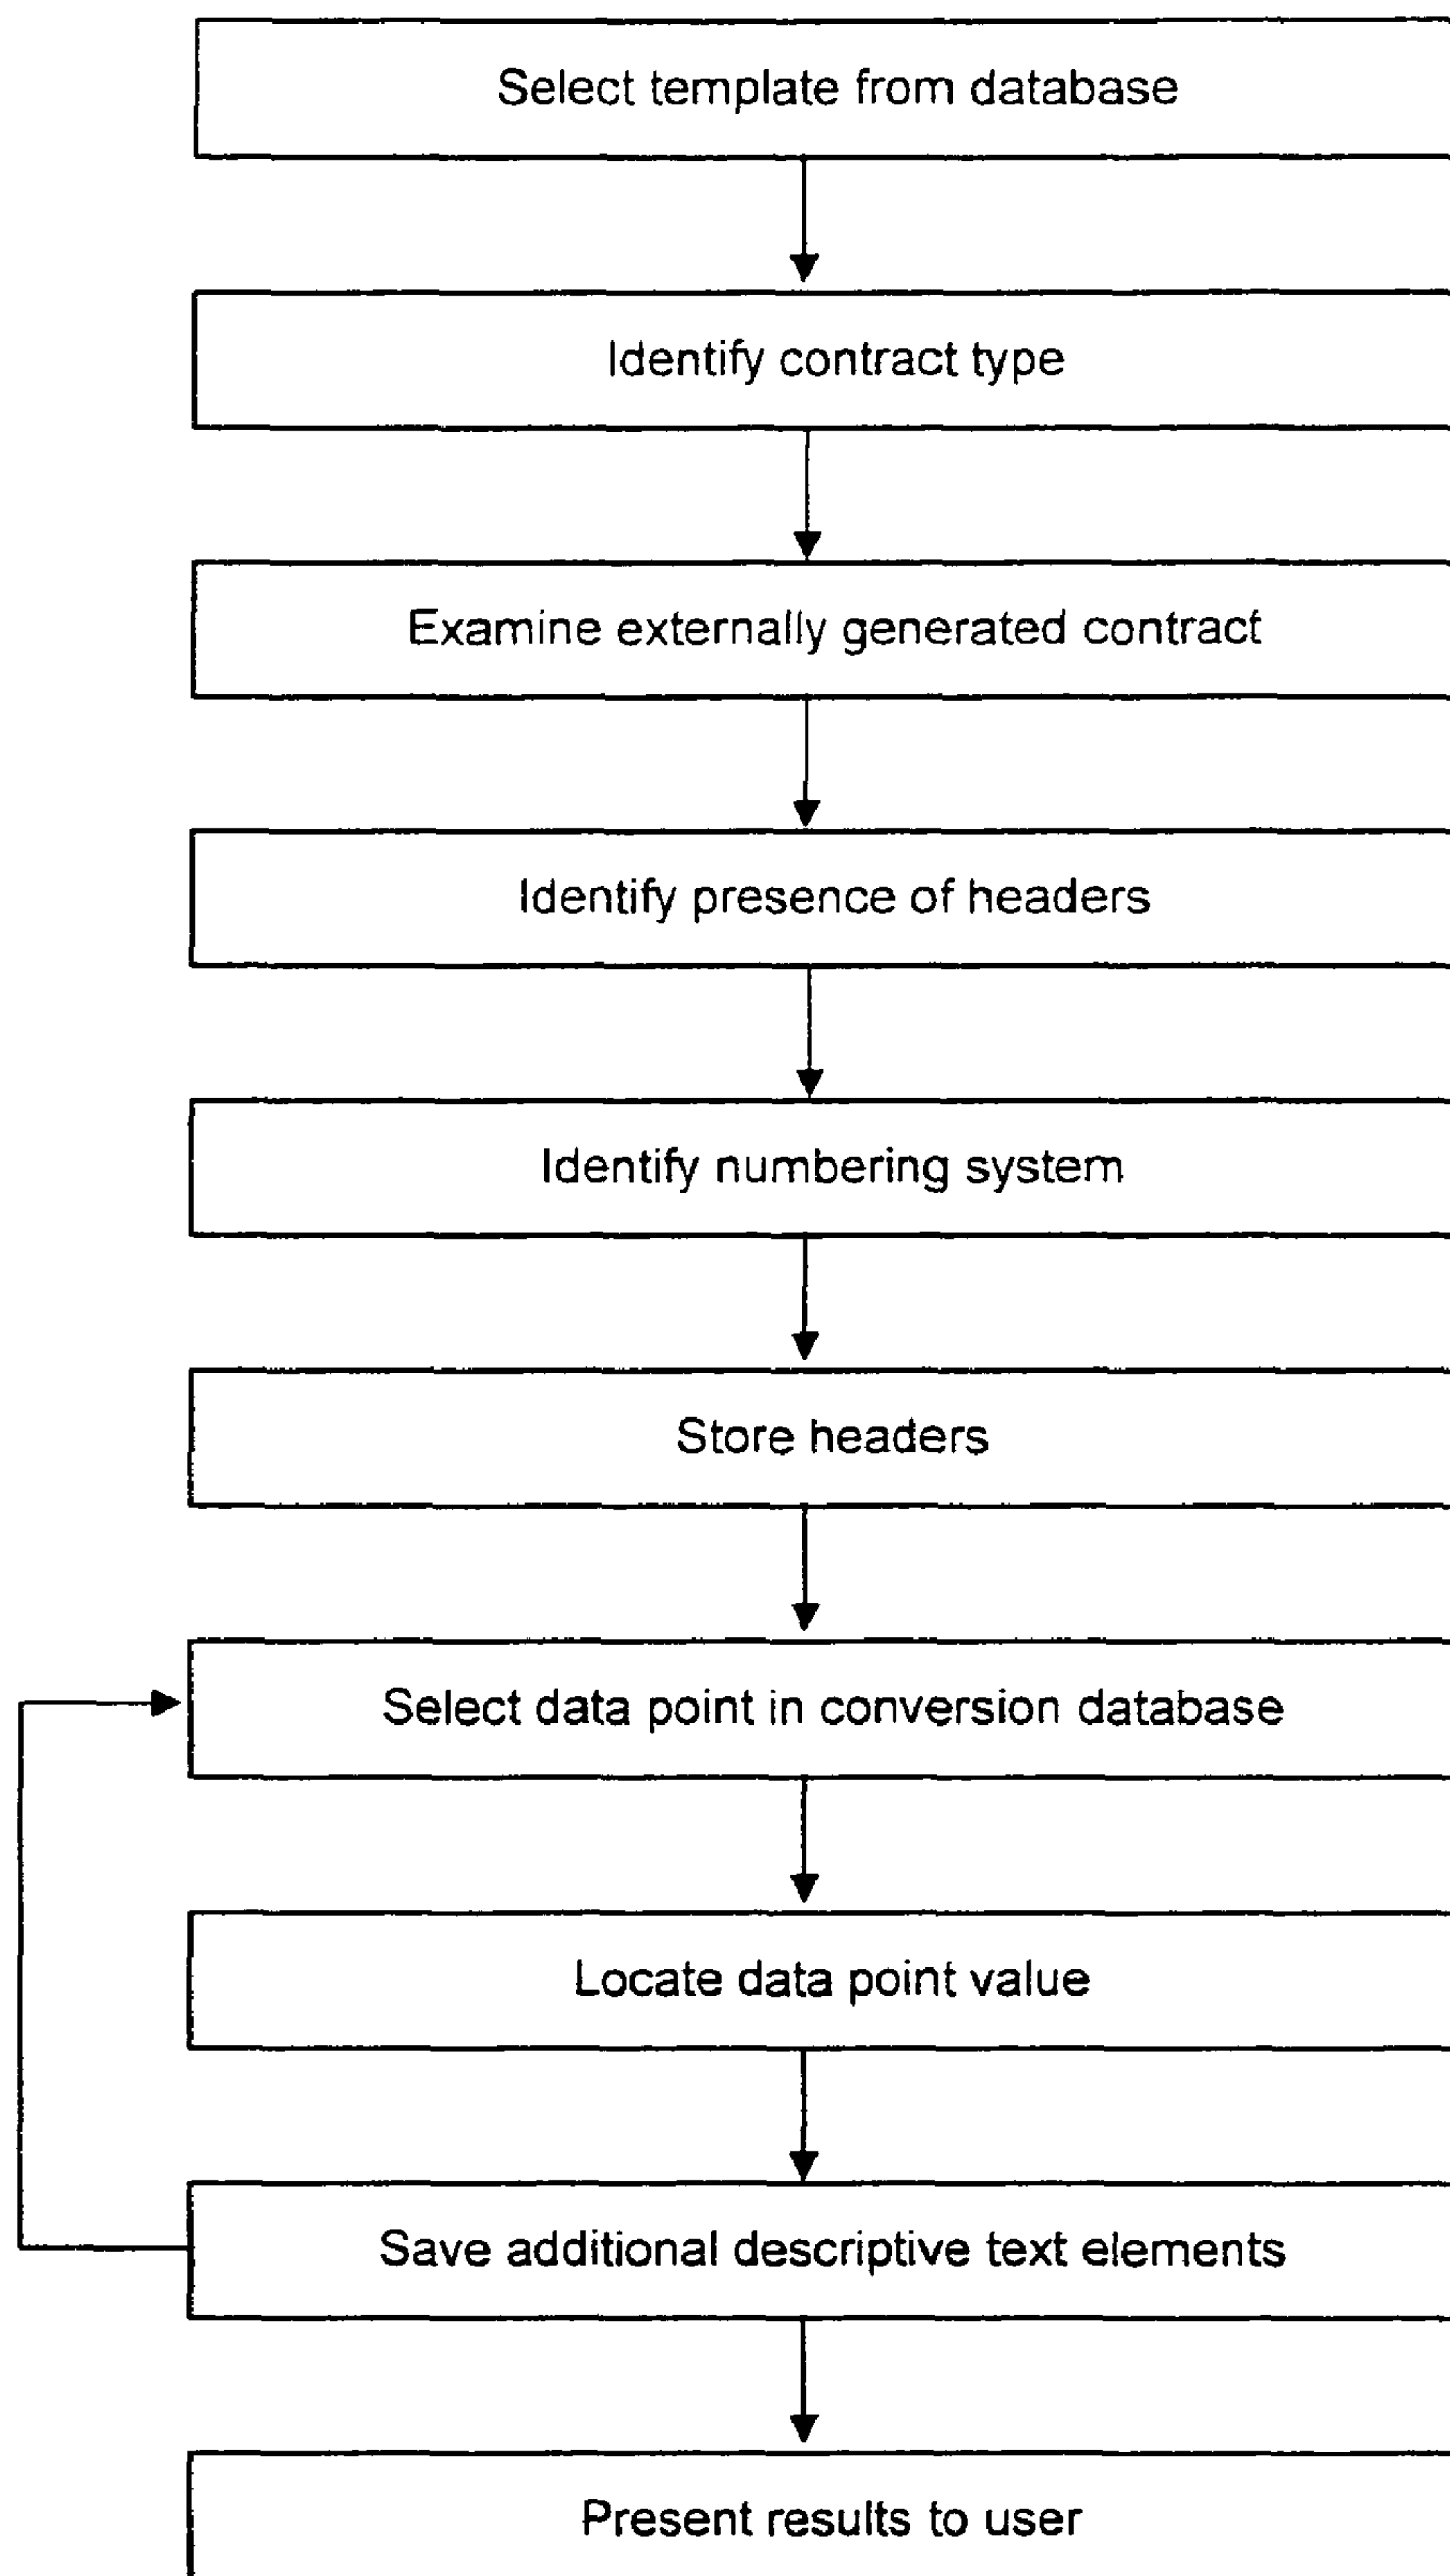 Select template from database
Identify contract type
Examine externally generated contract
Identify presence of headers
Identify numbering system
Store headers
Select data point in conversion database
Locate data point value
Save additional descriptive text elements
Present results to user